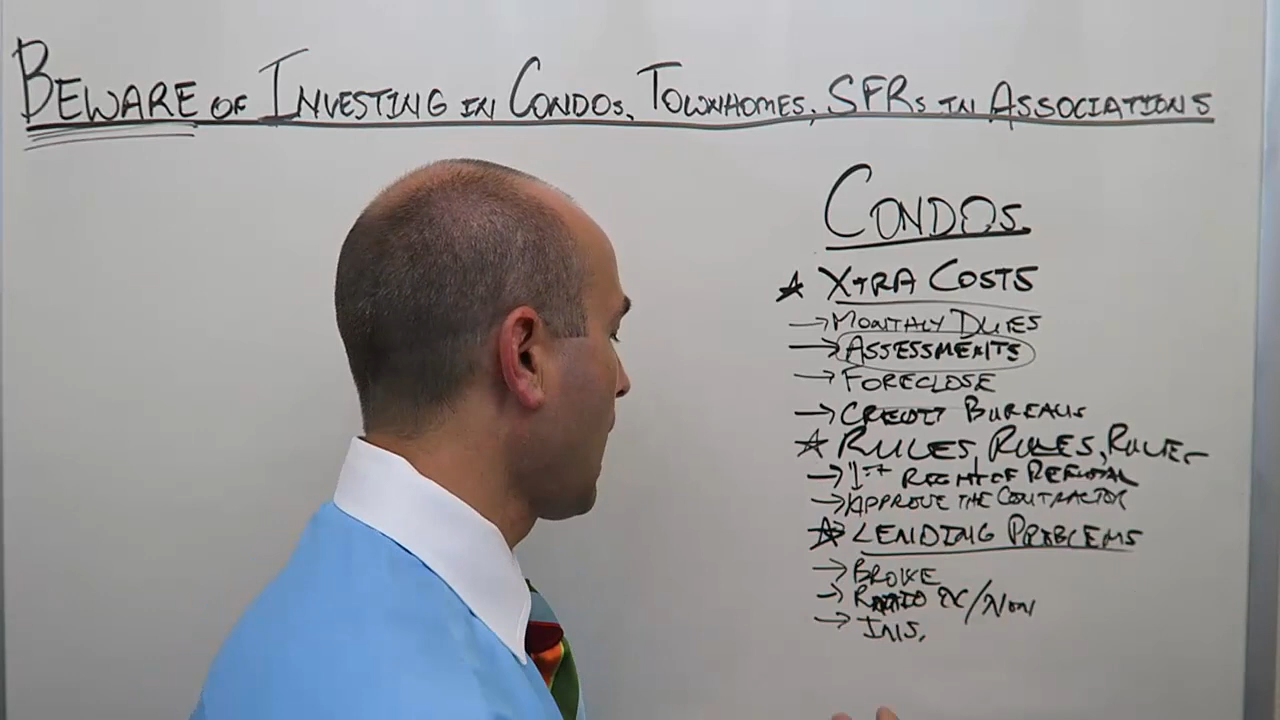 BEWARE OF INVESTING IN CONDOS, TOWNHOMES, SFRS IN ASSOCIATIONS
CONDOS
★ XTRA COSTS
→ MONTHLY DUES
→ ASSESSMENTS
→ FORECLOSE
→ CREDIT BUREAUS
★ RULES, RULES, RULES
→ 1ST RIGHT OF REFUSAL
→ APPROVE THE CONTRACTOR
★ LENDING PROBLEMS
→ BROKE
→ RATIO /NON
→ INS.